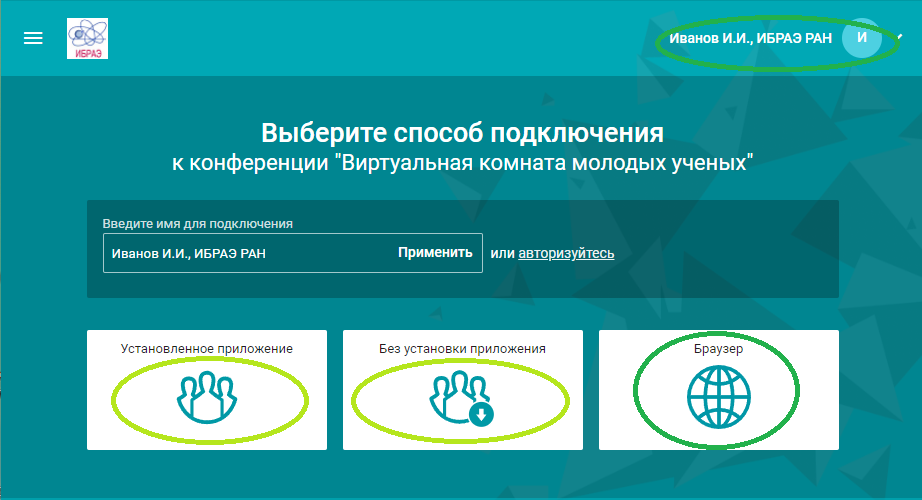 ИБРАЭ
Иванов И.И., ИБРАЭ РАН
И
Выберите способ подключения
к конференции "Виртуальная комната молодых ученых"
Введите имя для подключения
Иванов И.И., ИБРАЭ РАН Применить или авторизуйтесь
Установленное приложение
Без установки приложения
Браузер